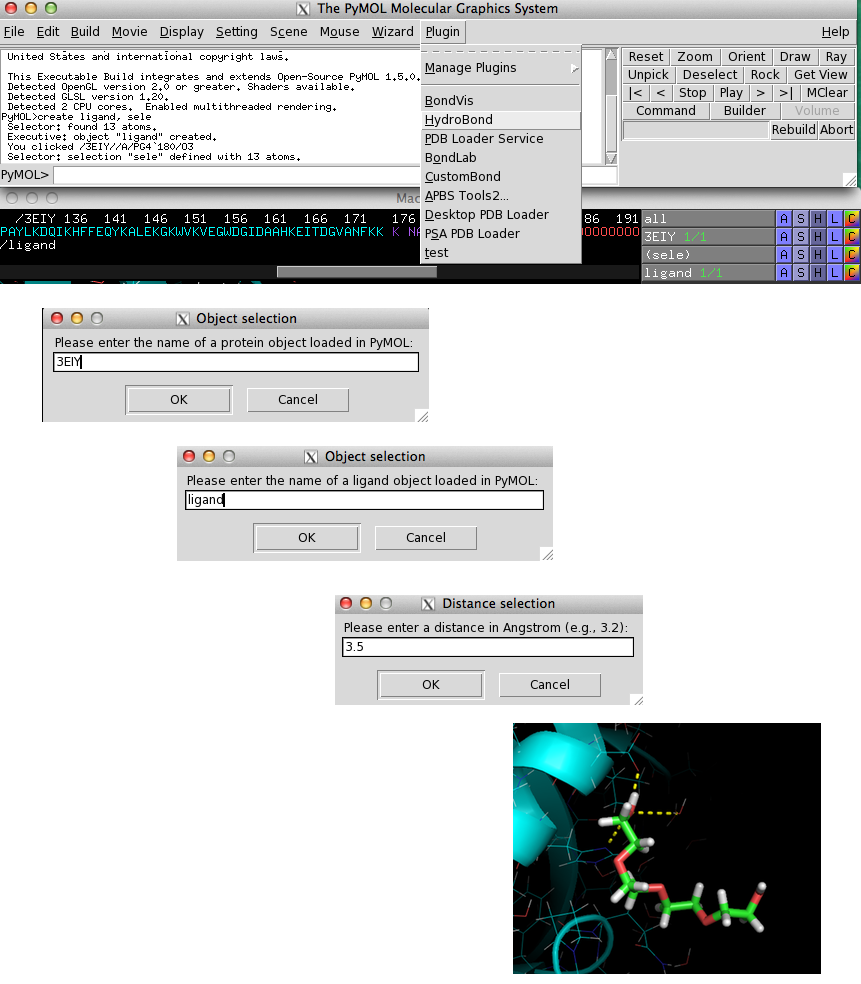 The PyMOL Molecular Graphics System
File Edit Build Movie Display Setting Scene Mouse Wizard Plugin Help
United States and international copyright laws.
This Executable Build integrates and extends Open-Source PyMOL 1.5.0.
Detected OpenGL version 2.0 or greater. Shaders available.
Detected GLSL version 1.20.
Detected 2 CPU cores. Enabled multithreaded rendering.
PyMOL>create ligand, sele
Selector: found 13 atoms.
Executive: object "ligand" created.
You clicked /3EIY//A/PG4`180/O3
Selector: selection "sele" defined with 13 atoms.
PyMOL>
Manage Plugins
BondVis
HydroBond
PDB Loader Service
BondLab
CustomBond
APBS Tools2...
Desktop PDB Loader
PSA PDB Loader
test
Reset Zoom Orient Draw Ray
Unpick Deselect Rock Get View
|< < Stop Play > >| MClear
Command Builder Volume
Rebuild Abort
Mac
/3EIY 136 141 146 151 156 161 166 171 176 86 191
PAYLKDQIKHFFEQYKALEKGKWVKVEGWDGIDAAHKEITDGVANFKK K NA
/ligand
all A S H L C
3EIY 1/1 A S H L C
(sele) A S H L C
ligand 1/1 A S H L C
Object selection
Please enter the name of a protein object loaded in PyMOL:
3EIY
OK Cancel
Object selection
Please enter the name of a ligand object loaded in PyMOL:
ligand
OK Cancel
Distance selection
Please enter a distance in Angstrom (e.g., 3.2):
3.5
OK Cancel